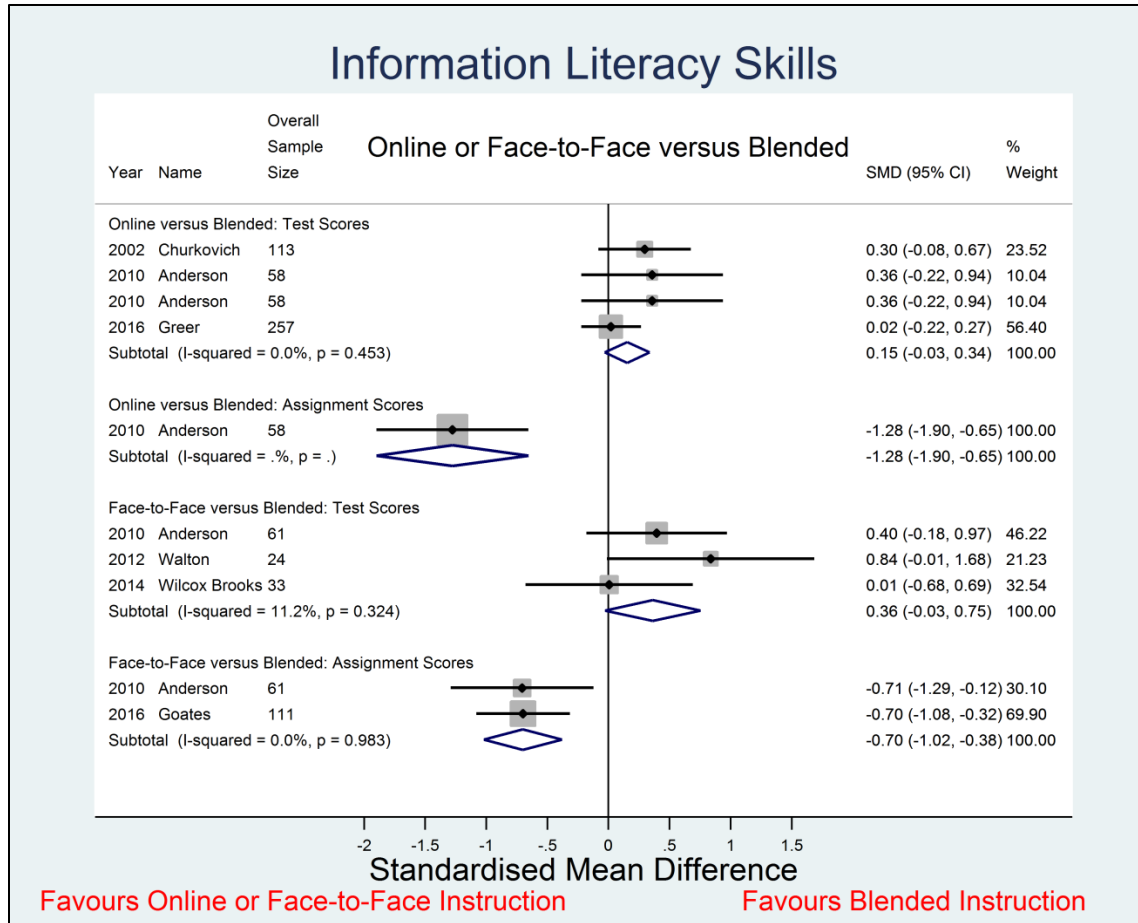 Information Literacy Skills
Overall
Sample Online or Face-to-Face versus Blended %
Year Name Size SMD (95% CI) Weight
Online versus Blended: Test Scores
2002 Churkovich 113 0.30 (-0.08, 0.67) 23.52
2010 Anderson 58 0.36 (-0.22, 0.94) 10.04
2010 Anderson 58 0.36 (-0.22, 0.94) 10.04
2016 Greer 257 0.02 (-0.22, 0.27) 56.40
Subtotal (I-squared = 0.0%, p = 0.453) 0.15 (-0.03, 0.34) 100.00
Online versus Blended: Assignment Scores
2010 Anderson 58 -1.28 (-1.90, -0.65) 100.00
Subtotal (I-squared = .%, p = .) -1.28 (-1.90, -0.65) 100.00
Face-to-Face versus Blended: Test Scores
2010 Anderson 61 0.40 (-0.18, 0.97) 46.22
2012 Walton 24 0.84 (-0.01, 1.68) 21.23
2014 Wilcox Brooks 33 0.01 (-0.68, 0.69) 32.54
Subtotal (I-squared = 11.2%, p = 0.324) 0.36 (-0.03, 0.75) 100.00
Face-to-Face versus Blended: Assignment Scores
2010 Anderson 61 -0.71 (-1.29, -0.12) 30.10
2016 Goates 111 -0.70 (-1.08, -0.32) 69.90
Subtotal (I-squared = 0.0%, p = 0.983) -0.70 (-1.02, -0.38) 100.00
-2 -1.5 -1 -.5 0 .5 1 1.5
Standardised Mean Difference
Favours Online or Face-to-Face Instruction Favours Blended Instruction